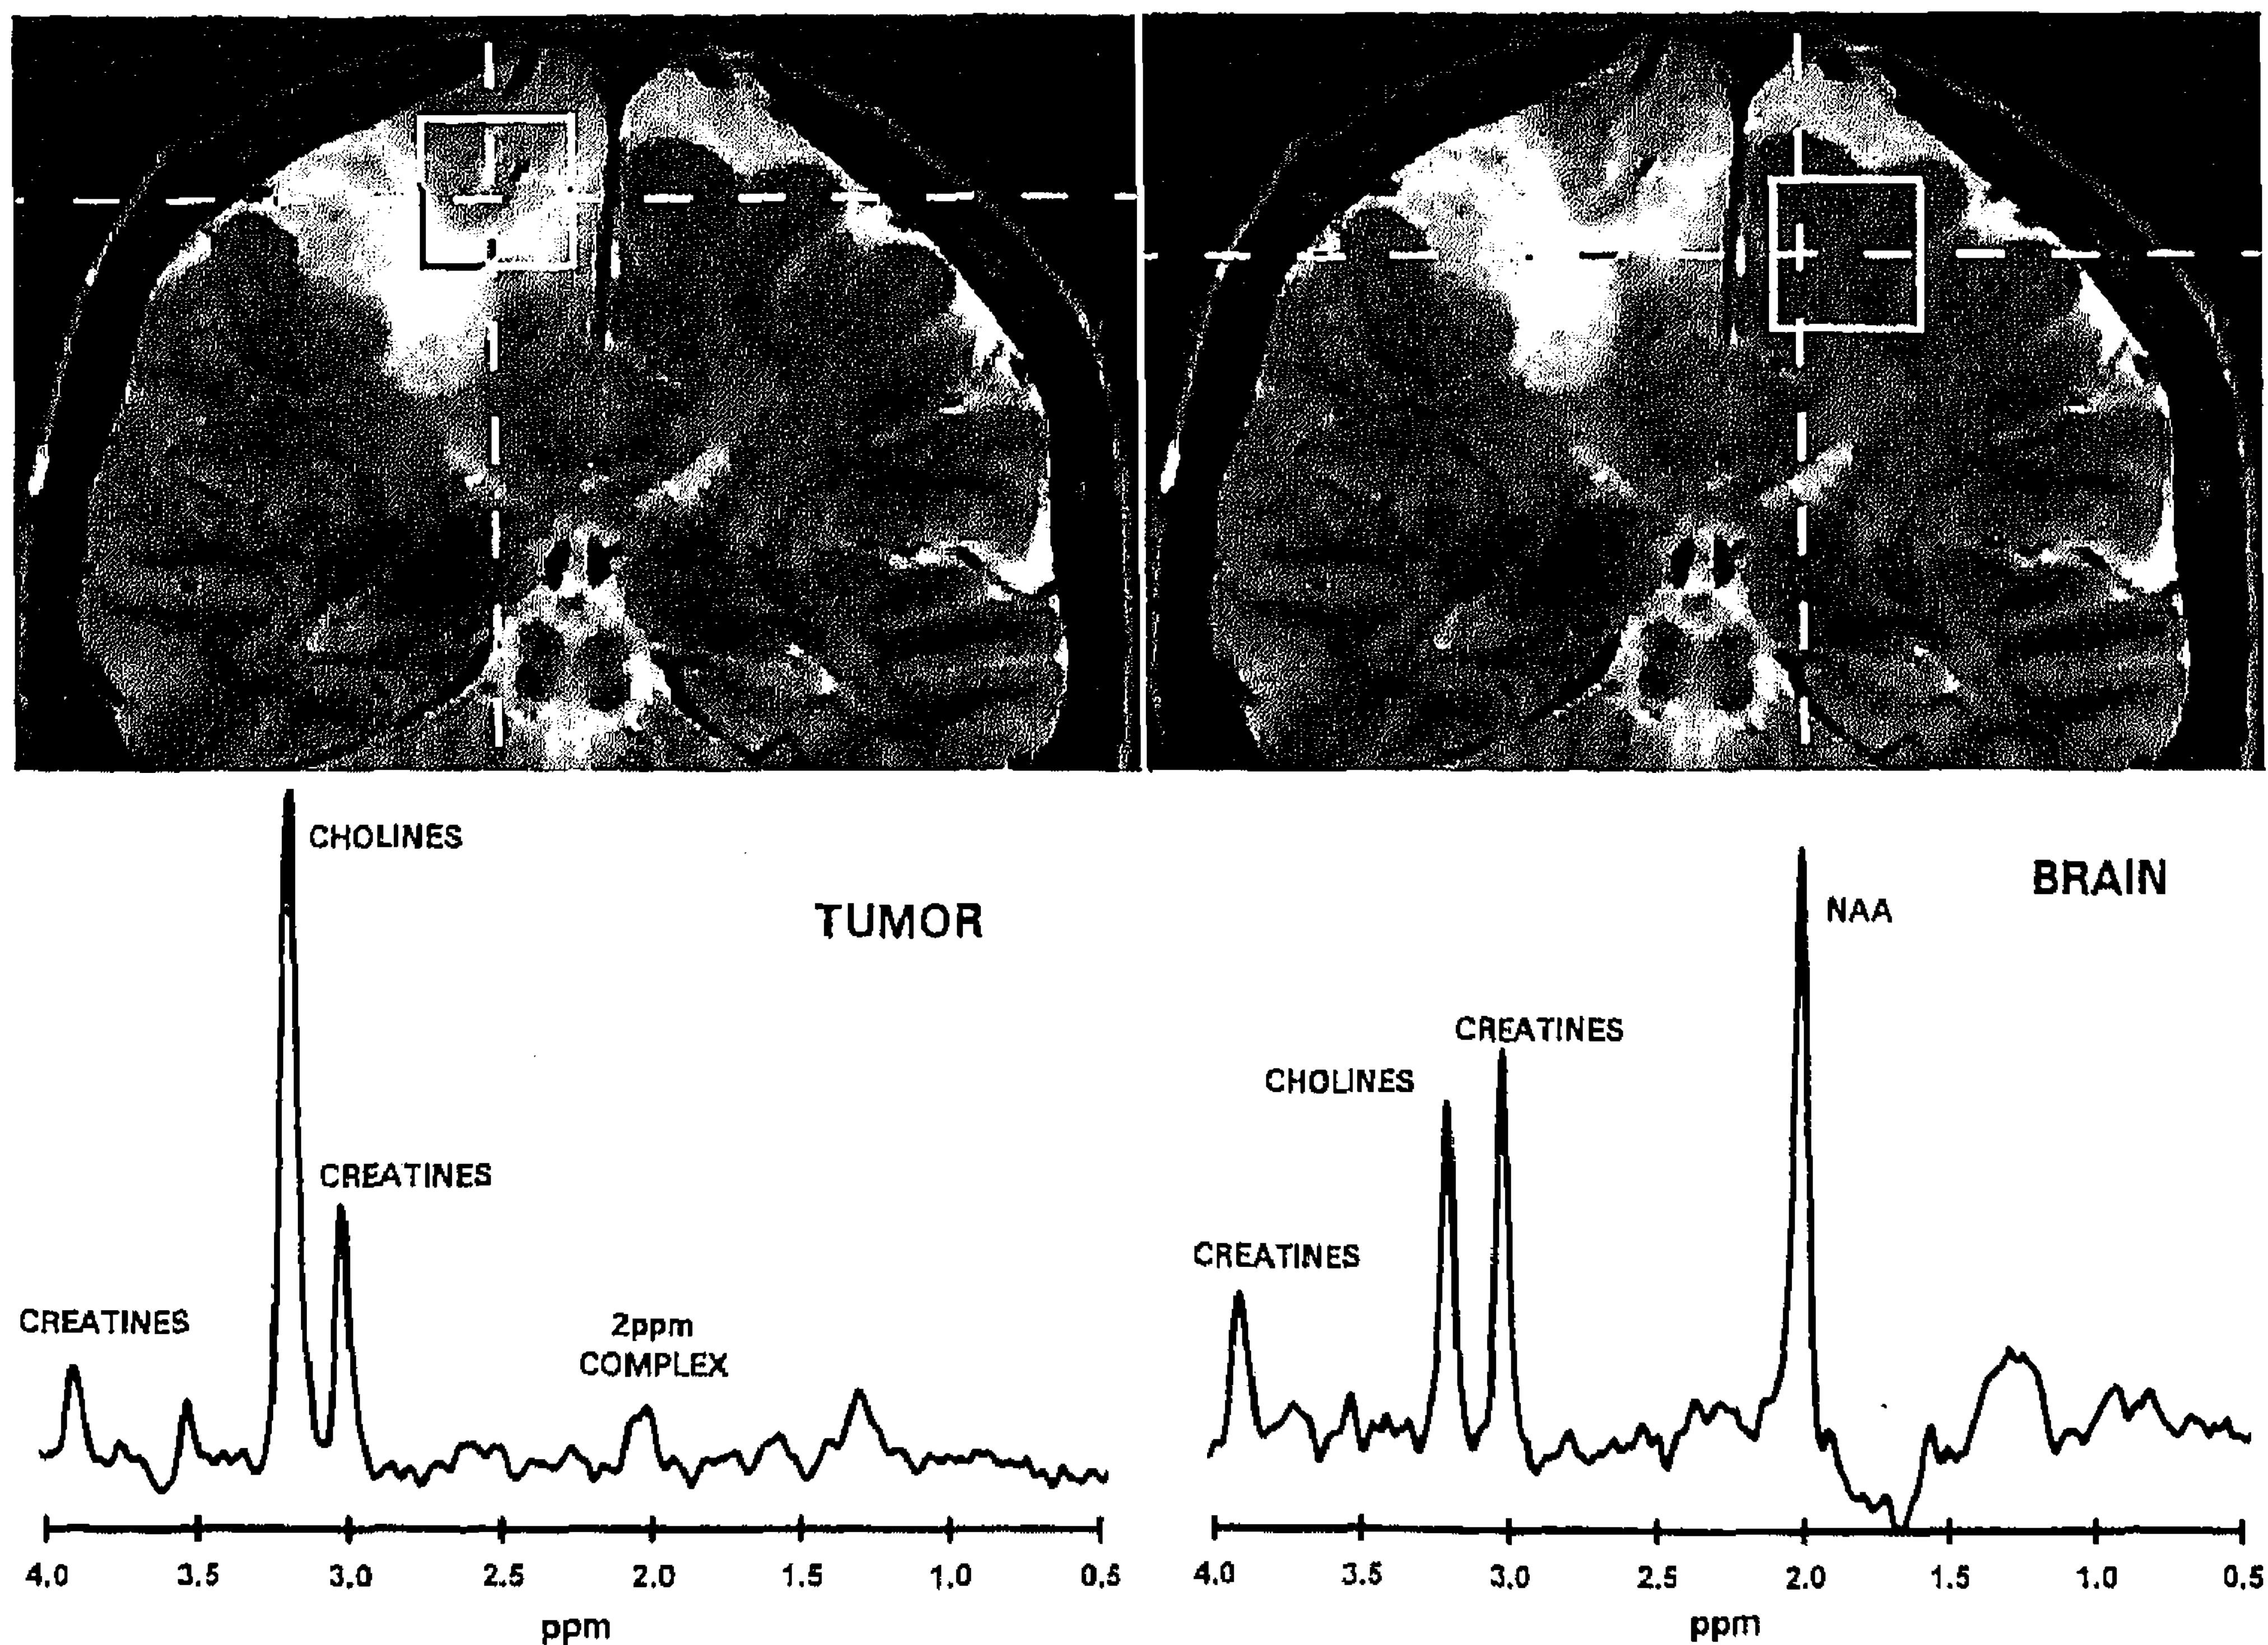 CHOLINES
TUMOR
CREATINES
CREATINES
2ppm
COMPLEX
4.0 3.5 3.0 2.5 2.0 1.5 1.0 0.5
ppm
BRAIN
NAA
CREATINES
CHOLINES
CREATINES
4.0 3.5 3.0 2.5 2.0 1.5 1.0 0.5
ppm